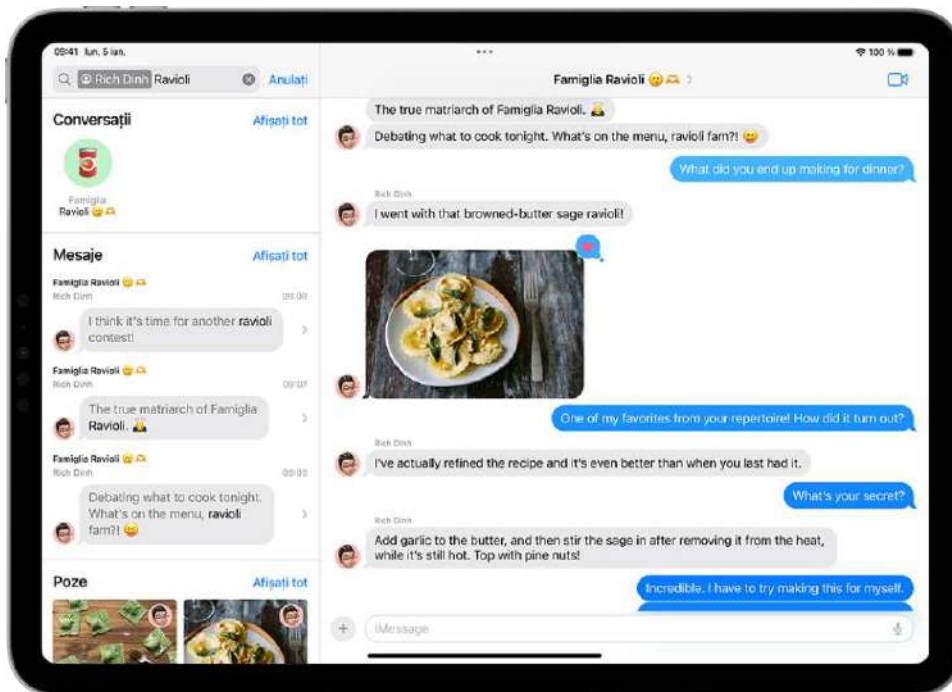 09:41 lun. 5 ian.
100 %
Rich Dinh Ravioli
Anulați
Conversații
Afișați tot
Famiglia
Ravioli 😋🫶
Mesaje
Afișați tot
Famiglia Ravioli 😋🫶
Rich Dinh
09:09
I think it's time for another ravioli
contest!
Famiglia Ravioli 😋🫶
Rich Dinh
09:07
The true matriarch of Famiglia
Ravioli.
Famiglia Ravioli 😋🫶
Rich Dinh
Debating what to cook tonight.
What's on the menu, ravioli
fam?! 😀
Poze
Afișați tot
Famiglia Ravioli 😋🫶
The true matriarch of Famiglia Ravioli.
Debating what to cook tonight. What's on the menu, ravioli fam?! 😀
What did you end up making for dinner?
Rich Dinh
I went with that browned-butter sage ravioli!
One of my favorites from your repertoire! How did it turn out?
Rich Dinh
I've actually refined the recipe and it's even better than when you last had it.
What's your secret?
Rich Dinh
Add garlic to the butter, and then stir the sage in after removing it from the heat,
while it's still hot. Top with pine nuts!
Incredible. I have to try making this for myself.
iMessage